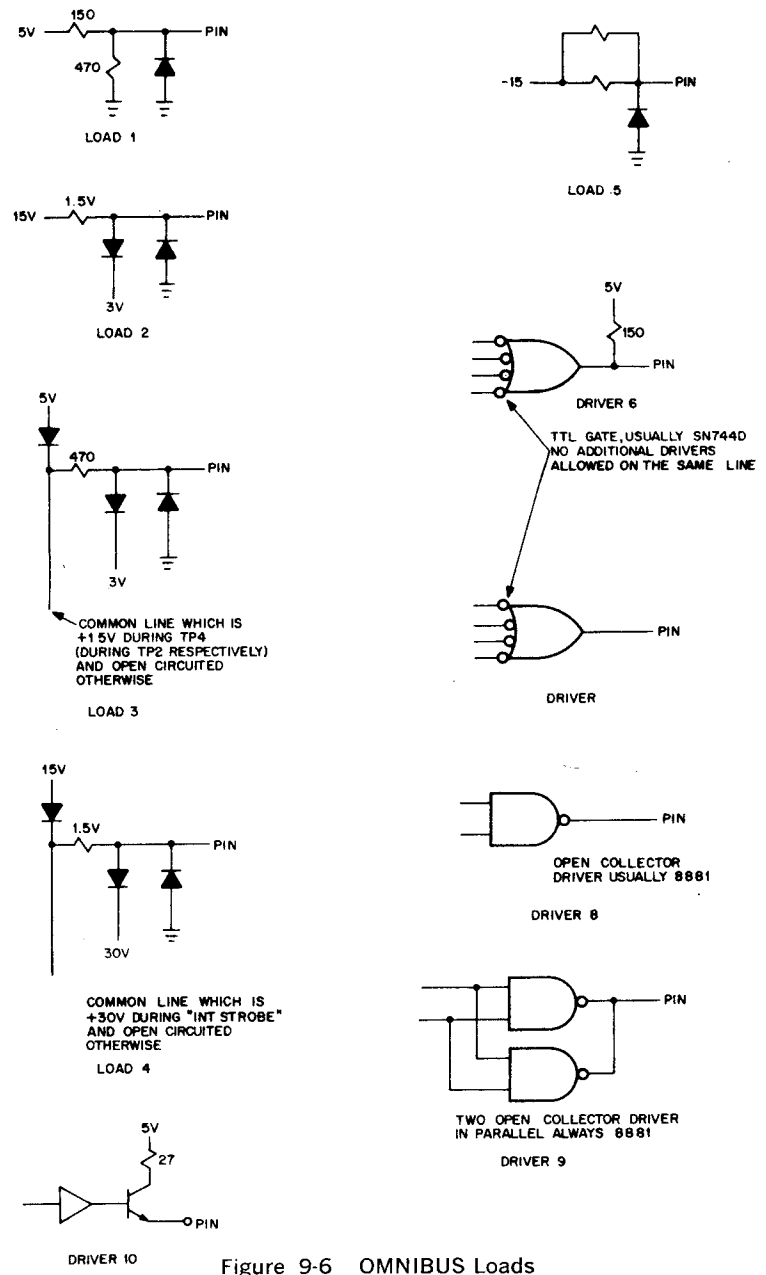 150
5V
PIN
470
LOAD 1
15V
1.5V
PIN
3V
LOAD 2
5V
470
PIN
3V
COMMON LINE WHICH IS
+15V DURING TP4
(DURING TP2 RESPECTIVELY)
AND OPEN CIRCUITED
OTHERWISE
LOAD 3
15V
1.5V
PIN
30V
COMMON LINE WHICH IS
+30V DURING "INT STROBE"
AND OPEN CIRCUITED
OTHERWISE
LOAD 4
5V
27
PIN
DRIVER 10
-15
PIN
LOAD 5
5V
150
PIN
DRIVER 6
TTL GATE, USUALLY SN744D
NO ADDITIONAL DRIVERS
ALLOWED ON THE SAME LINE
PIN
DRIVER
PIN
OPEN COLLECTOR
DRIVER USUALLY 8881
DRIVER 8
PIN
TWO OPEN COLLECTOR DRIVER
IN PARALLEL ALWAYS 8881
DRIVER 9
Figure 9-6 OMNIBUS Loads